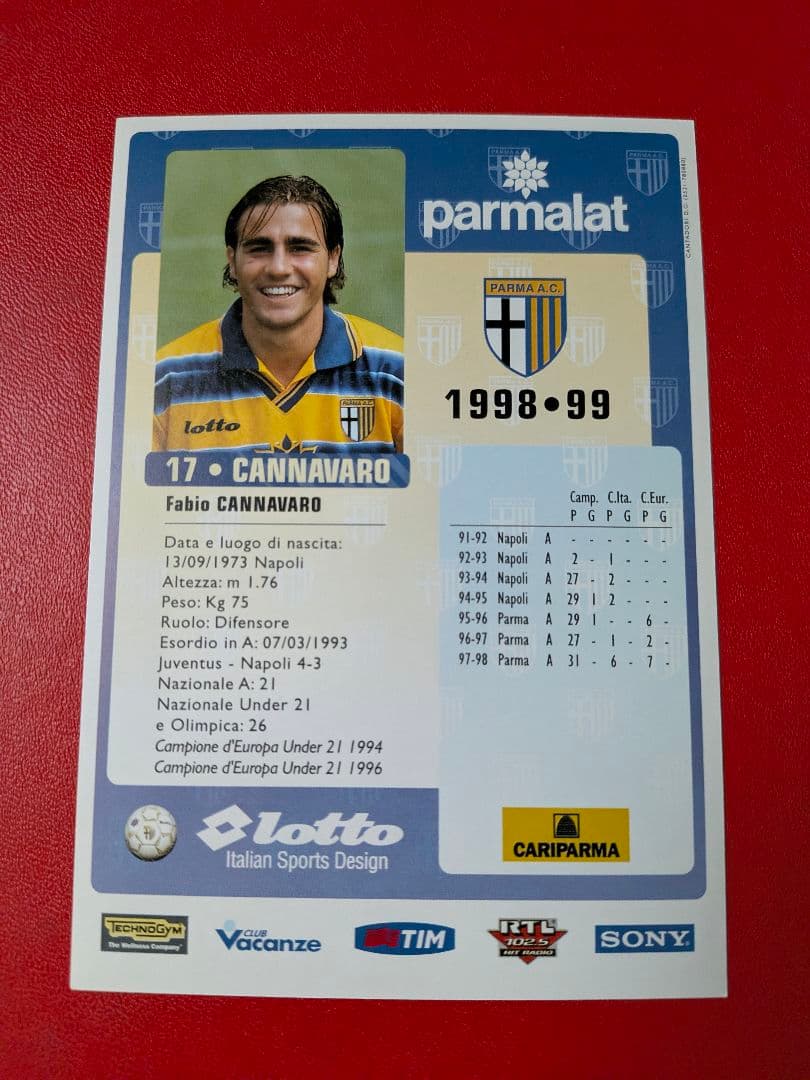 parmalat
CANTADORI D.G. (0521-780880)
PARMA A.C.
1998•99
lotto
17 • CANNAVARO
Fabio CANNAVARO
Data e luogo di nascita:
13/09/1973 Napoli
Altezza: m 1.76
Peso: Kg 75
Ruolo: Difensore
Esordio in A: 07/03/1993
Juventus - Napoli 4-3
Nazionale A: 21
Nazionale Under 21
e Olimpica: 26
Campione d'Europa Under 21 1994
Campione d'Europa Under 21 1996
Camp. C.Ita. C.Eur.
P G P G P G
91-92 Napoli A - - - - - -
92-93 Napoli A 2 - 1 - - -
93-94 Napoli A 27 - 2 - - -
94-95 Napoli A 29 1 2 - - -
95-96 Parma A 29 1 - - 6 -
96-97 Parma A 27 - 1 - 2 -
97-98 Parma A 31 - 6 - 7 -
lotto
Italian Sports Design
CARIPARMA
TECHNOGYM
The Wellness Company
CLUB
Vacanze
TIM
RTL
102.5
HIT RADIO
SONY